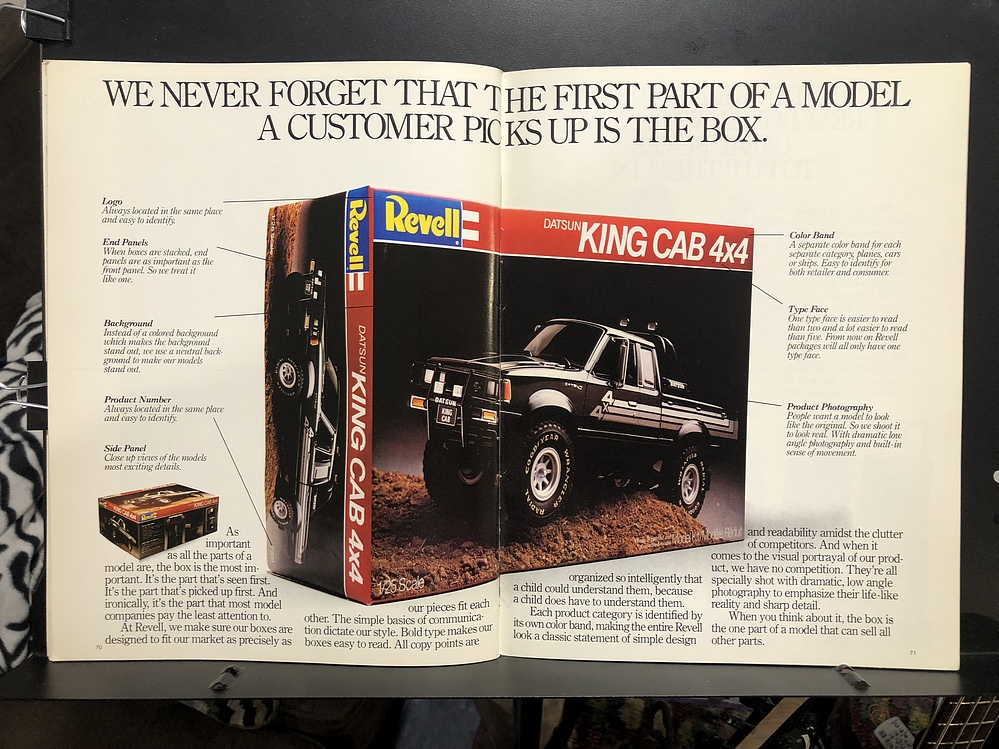 WE NEVER FORGET THAT THE FIRST PART OF A MODEL
A CUSTOMER PICKS UP IS THE BOX.
Logo
Always located in the same place
and easy to identify.
End Panels
When boxes are stacked, end
panels are as important as the
front panel. So we treat it
like one.
Background
Instead of a colored background
which makes the background
stand out, we use a neutral back-
ground to make our models
stand out.
Product Number
Always located in the same place
and easy to identify.
Side Panel
Close up views of the models
most exciting details.
Revell
DATSUN KING CAB 4x4
Revell
DATSUN KING CAB 4x4
DATSUN
KING
CAB
4x4
GOODYEAR WRANGLER
RADIAL
1/25 Scale
Color Band
A separate color band for each
separate category, planes, cars
or ships. Easy to identify for
both retailer and consumer.
Type Face
One type face is easier to read
than two and a lot easier to read
than five. From now on Revell
packages will all only have one
type face.
Product Photography
People want a model to look
like the original. So we shoot it
to look real. With dramatic low
angle photography and built-in
sense of movement.
Revell
KING CAB 4x4
As
important
as all the parts of a
model are, the box is the most im-
portant. It's the part that's seen first.
It's the part that's picked up first. And
ironically, it's the part that most model
companies pay the least attention to.
At Revell, we make sure our boxes are
designed to fit our market as precisely as
our pieces fit each
other. The simple basics of communica-
tion dictate our style. Bold type makes our
boxes easy to read. All copy points are
organized so intelligently that
a child could understand them, because
a child does have to understand them.
Each product category is identified by
its own color band, making the entire Revell
look a classic statement of simple design
and readability amidst the clutter
of competitors. And when it
comes to the visual portrayal of our prod-
uct, we have no competition. They're all
specially shot with dramatic, low angle
photography to emphasize their life-like
reality and sharp detail.
When you think about it, the box is
the one part of a model that can sell all
other parts.
70
71